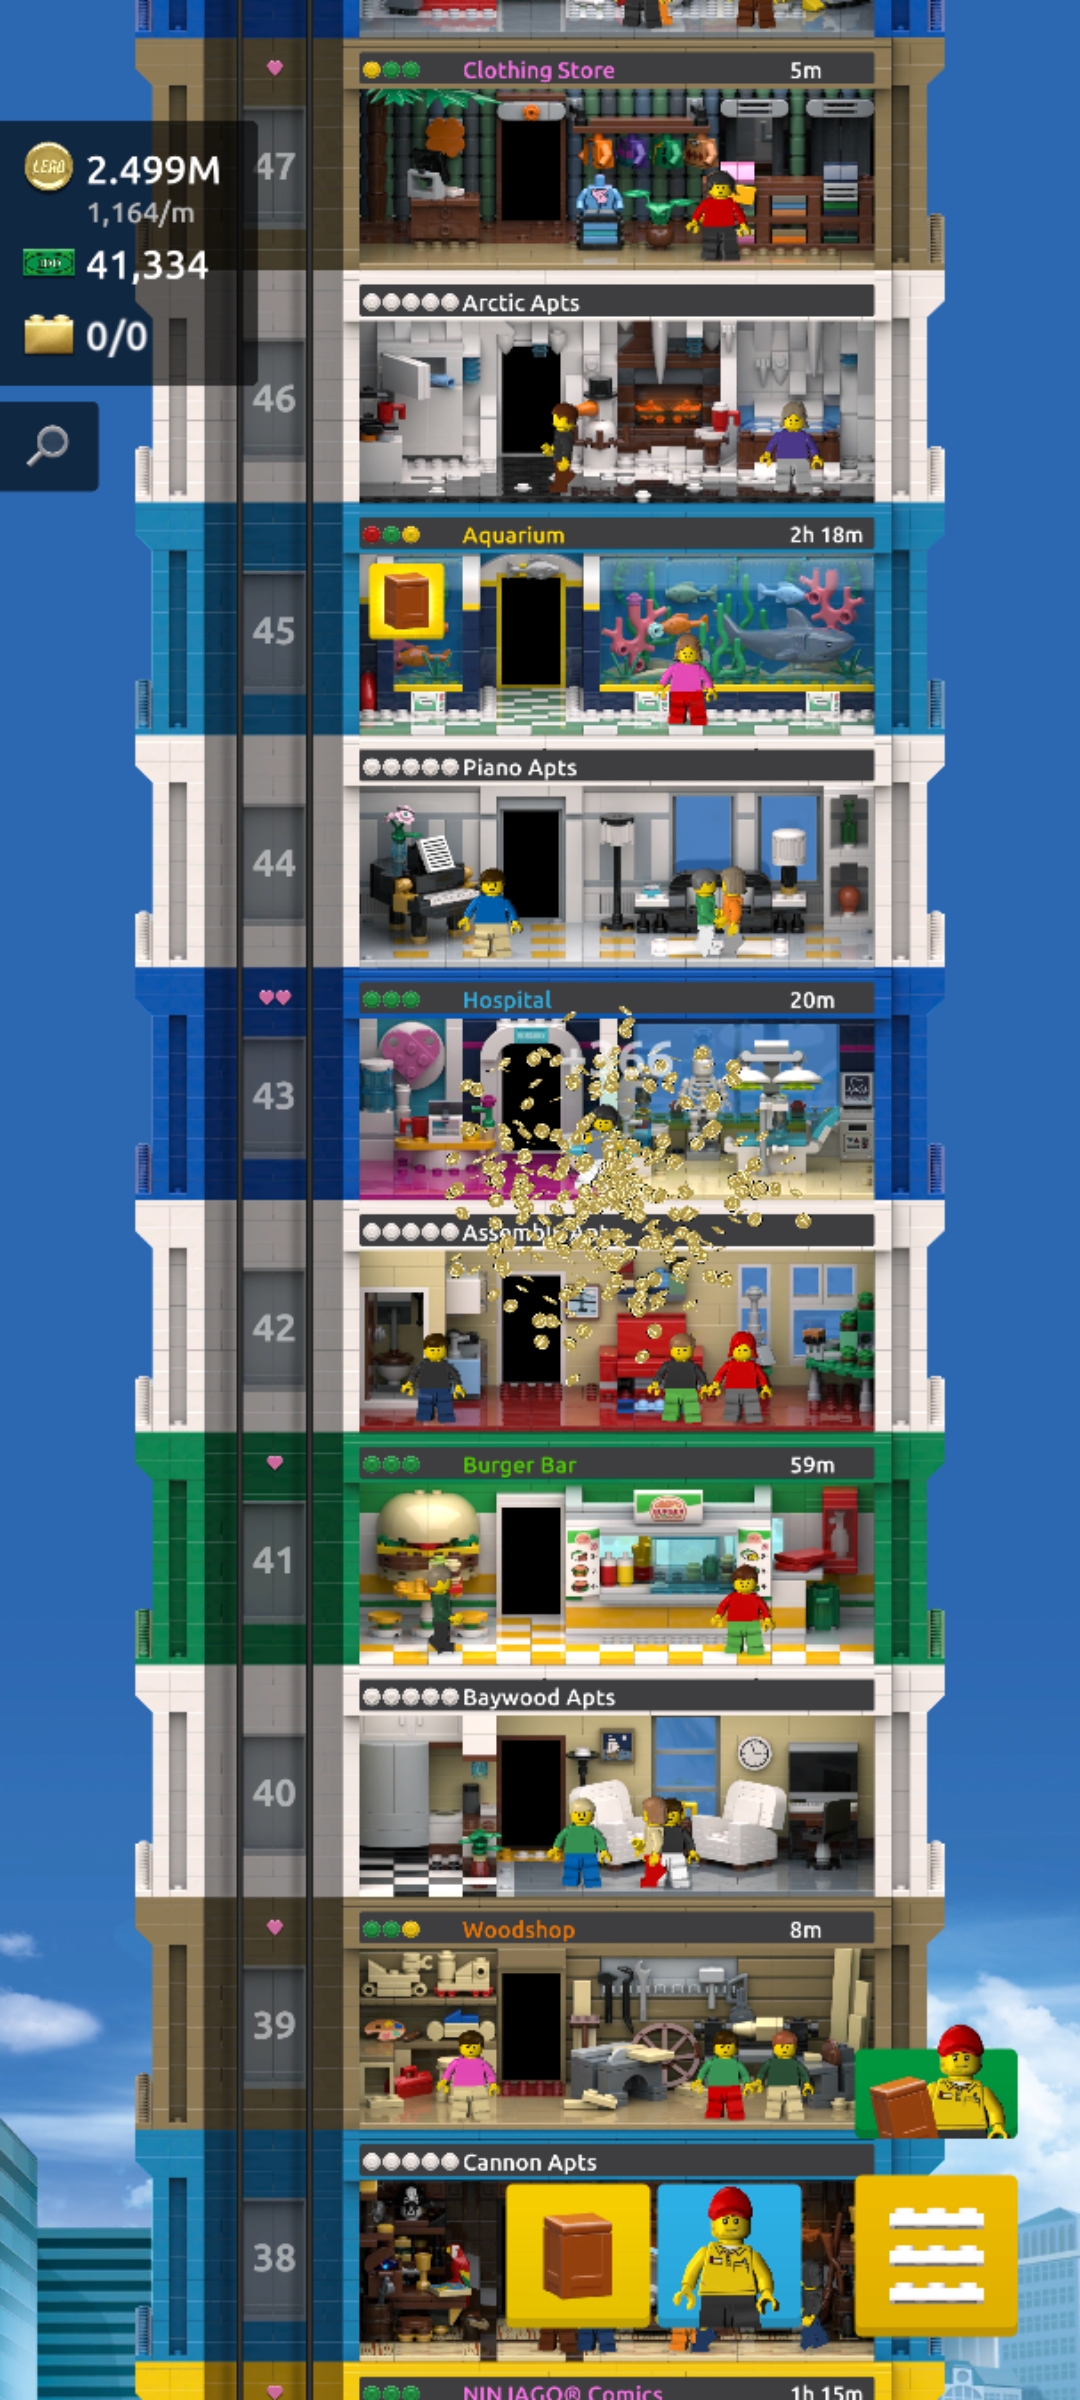 Clothing Store 5m
47
LEGO 2.499M
1,164/m
41,334
0/0
Arctic Apts
46
Aquarium 2h 18m
45
Piano Apts
44
Hospital 20m
+366
43
Assembly Apts
42
Burger Bar 59m
41
Baywood Apts
40
Woodshop 8m
39
Cannon Apts
38
NINJAGO® Comics 1h 15m